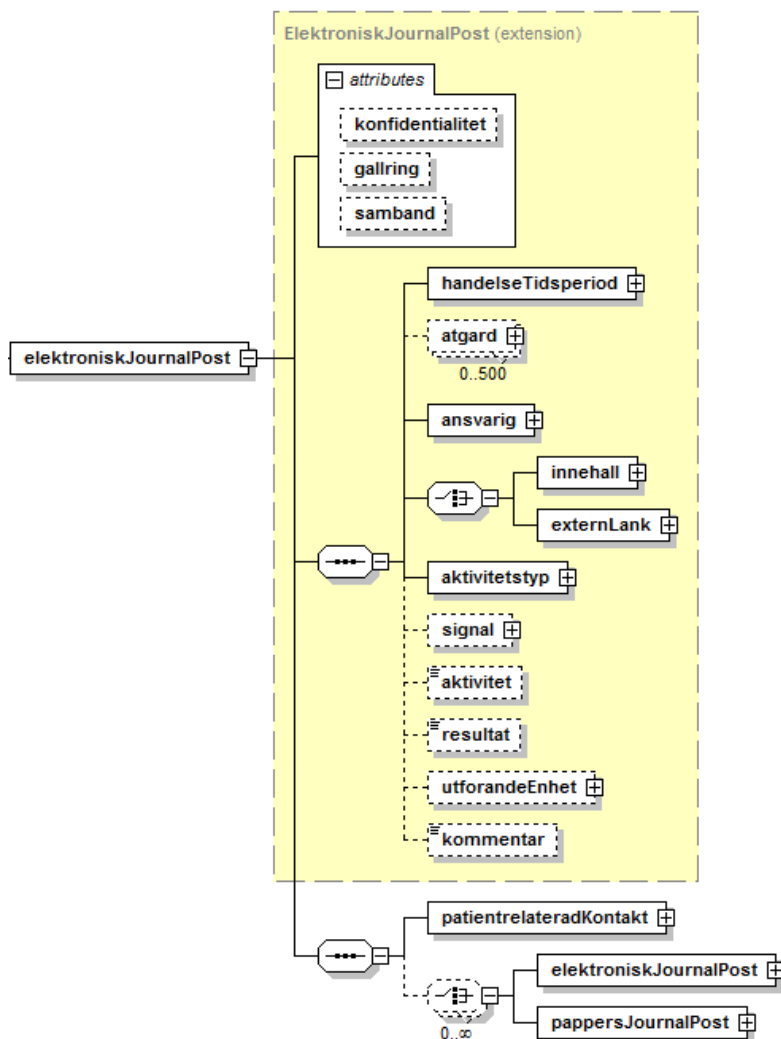 ElektroniskJournalPost (extension)
attributes
konfidentialitet
gallring
samband
handelseTidsperiod
elektroniskJournalPost
atgard
0..500
ansvarig
innehall
externLank
aktivitetstyp
signal
aktivitet
resultat
utforandeEnhet
kommentar
patientrelateradKontakt
elektroniskJournalPost
0..∞
pappersJournalPost